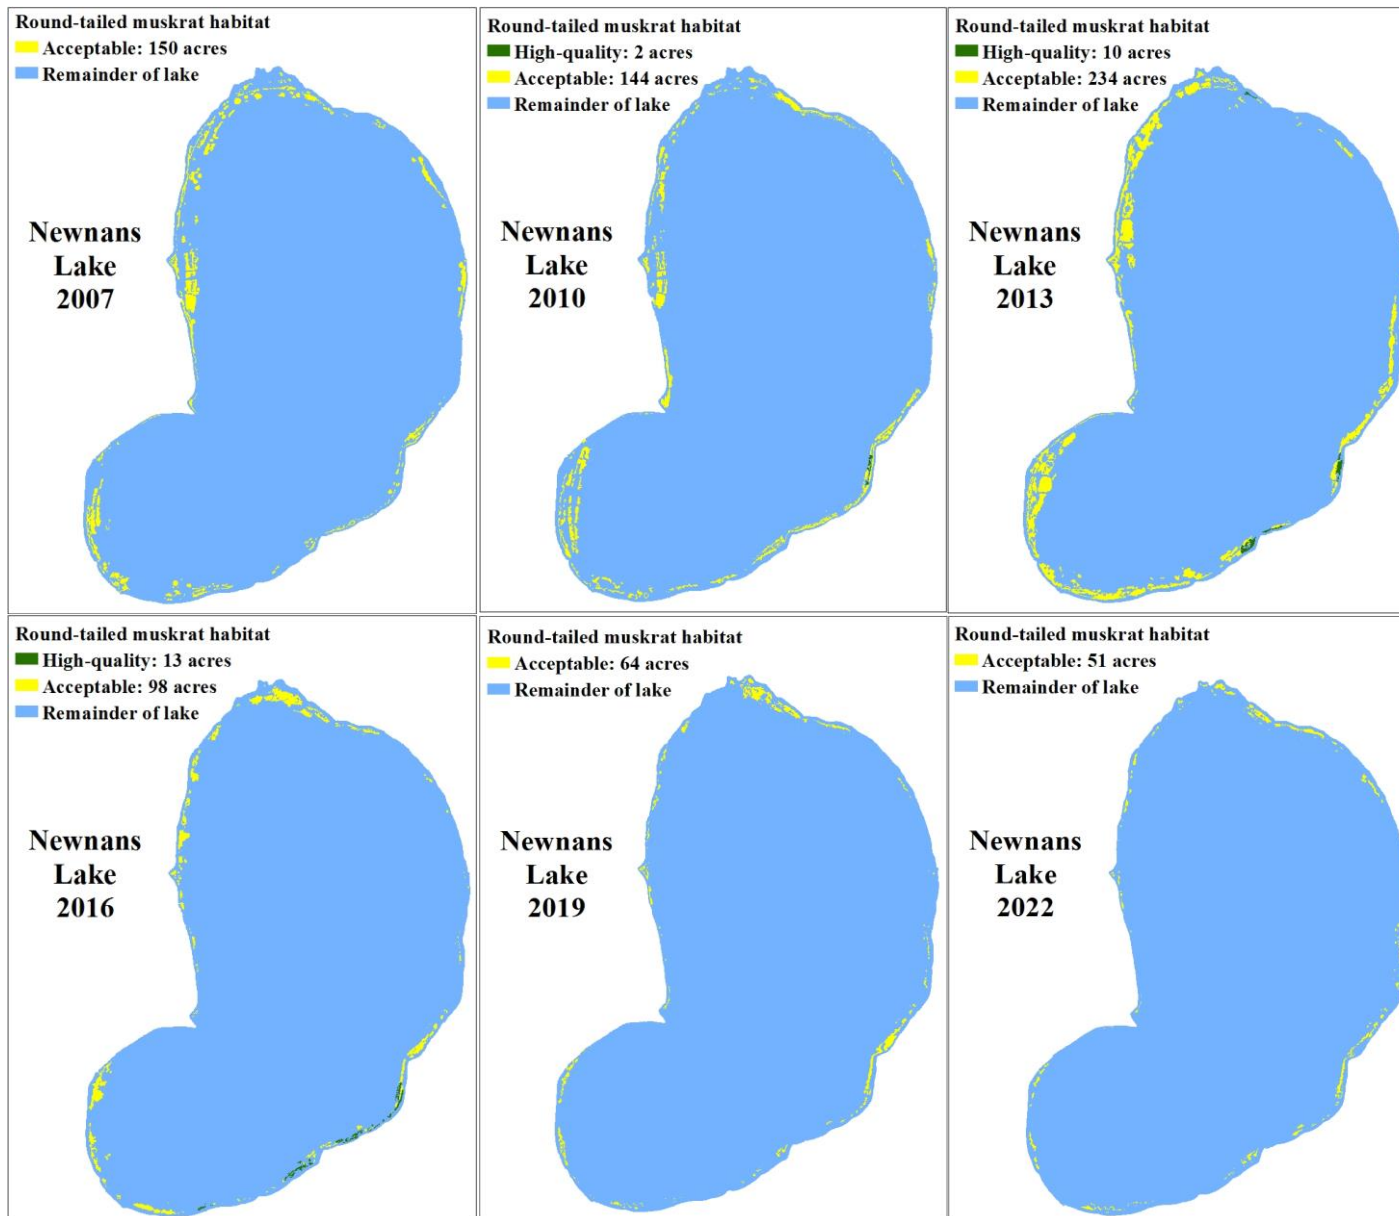 Round-tailed muskrat habitat
Acceptable: 150 acres
Remainder of lake
Newnans
Lake
2007
Round-tailed muskrat habitat
High-quality: 2 acres
Acceptable: 144 acres
Remainder of lake
Newnans
Lake
2010
Round-tailed muskrat habitat
High-quality: 10 acres
Acceptable: 234 acres
Remainder of lake
Newnans
Lake
2013
Round-tailed muskrat habitat
High-quality: 13 acres
Acceptable: 98 acres
Remainder of lake
Newnans
Lake
2016
Round-tailed muskrat habitat
Acceptable: 64 acres
Remainder of lake
Newnans
Lake
2019
Round-tailed muskrat habitat
Acceptable: 51 acres
Remainder of lake
Newnans
Lake
2022